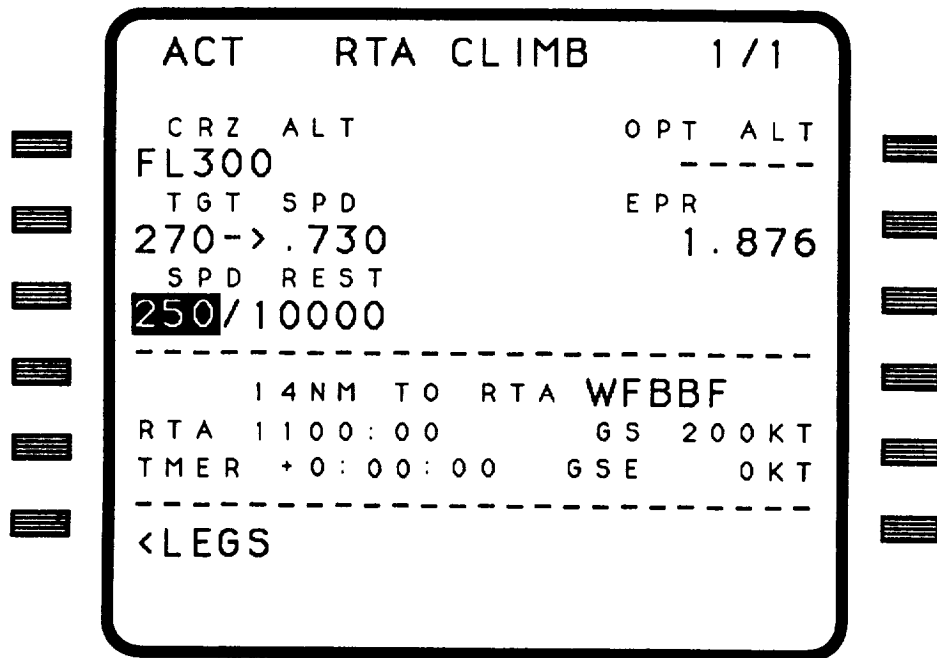 ACT RTA CLIMB 1/1
CRZ ALT OPT ALT
FL300 -----
TGT SPD EPR
270-> .730 1.876
SPD REST
250/10000
------------------------
14NM TO RTA WFBBF
RTA 1100:00 GS 200KT
TMER +0:00:00 GSE 0KT
------------------------
<LEGS